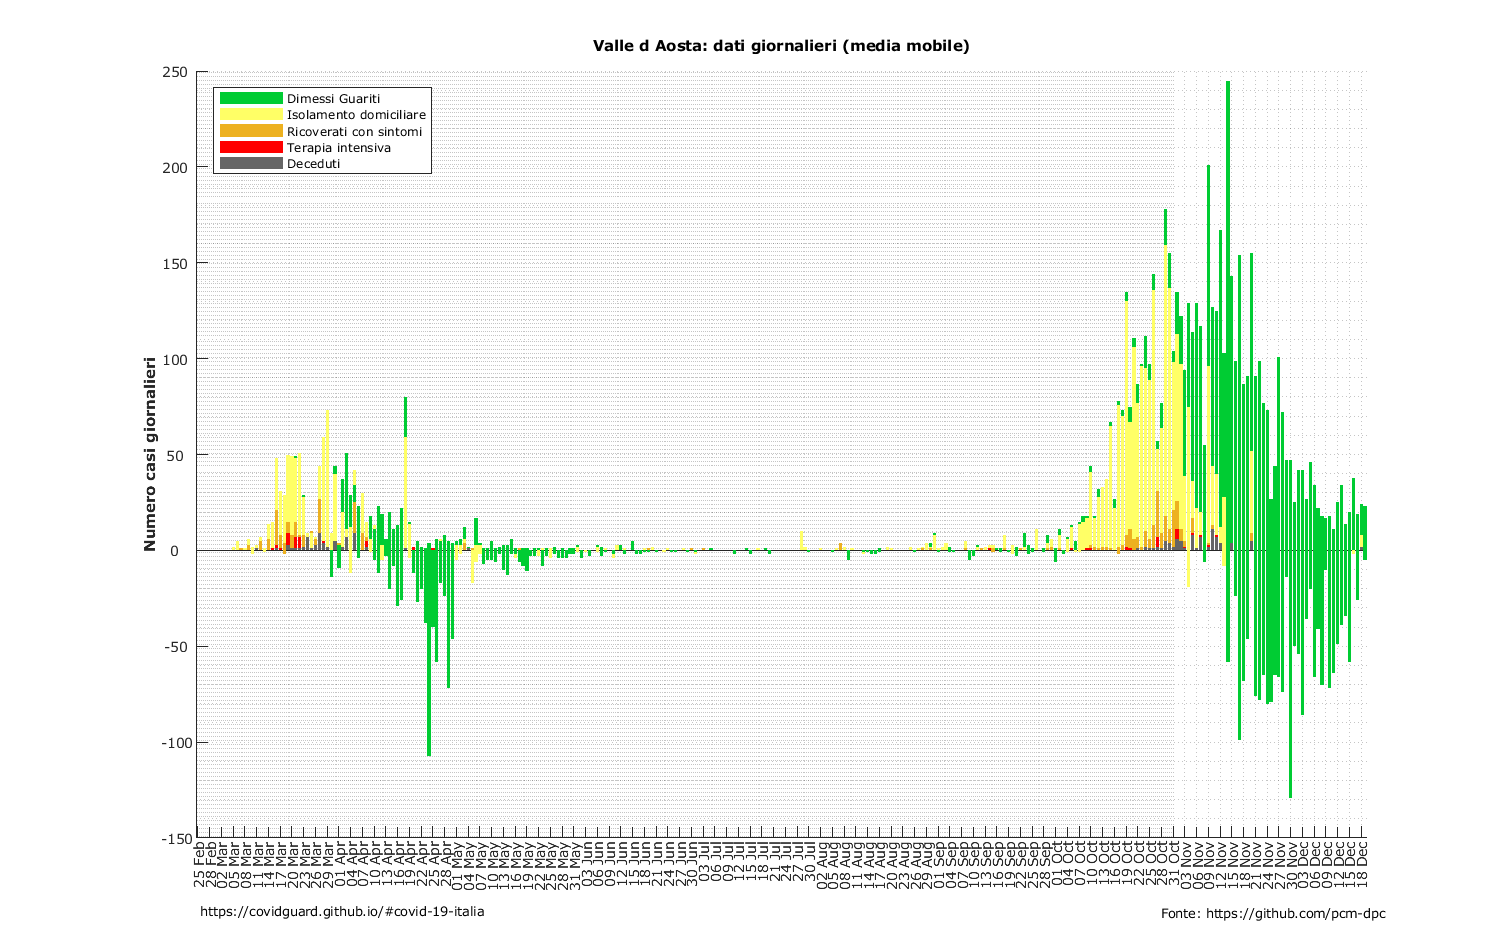 Valle d Aosta: dati giornalieri (media mobile)
250
200
150
100
50
0
-50
-100
-150
Numero casi giornalieri
Dimessi Guariti
Isolamento domiciliare
Ricoverati con sintomi
Terapia intensiva
Deceduti
25 Feb
28 Feb
02 Mar
05 Mar
08 Mar
11 Mar
14 Mar
17 Mar
20 Mar
23 Mar
26 Mar
29 Mar
01 Apr
04 Apr
07 Apr
10 Apr
13 Apr
16 Apr
19 Apr
22 Apr
25 Apr
28 Apr
01 May
04 May
07 May
10 May
13 May
16 May
19 May
22 May
25 May
28 May
31 May
03 Jun
06 Jun
09 Jun
12 Jun
15 Jun
18 Jun
21 Jun
24 Jun
27 Jun
30 Jun
03 Jul
06 Jul
09 Jul
12 Jul
15 Jul
18 Jul
21 Jul
24 Jul
27 Jul
30 Jul
02 Aug
05 Aug
08 Aug
11 Aug
14 Aug
17 Aug
20 Aug
23 Aug
26 Aug
29 Aug
01 Sep
04 Sep
07 Sep
10 Sep
13 Sep
16 Sep
19 Sep
22 Sep
25 Sep
28 Sep
01 Oct
04 Oct
07 Oct
10 Oct
13 Oct
16 Oct
19 Oct
22 Oct
25 Oct
28 Oct
31 Oct
03 Nov
06 Nov
09 Nov
12 Nov
15 Nov
18 Nov
21 Nov
24 Nov
27 Nov
30 Nov
03 Dec
06 Dec
09 Dec
12 Dec
15 Dec
18 Dec
https://covidguard.github.io/#covid-19-italia
Fonte: https://github.com/pcm-dpc